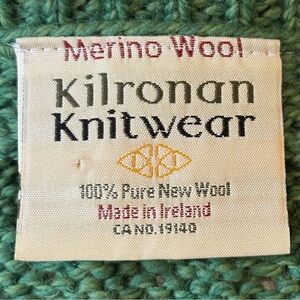 Merino Wool
Kilronan
Knitwear
100% Pure New Wool
Made in Ireland
CA NO. 19140